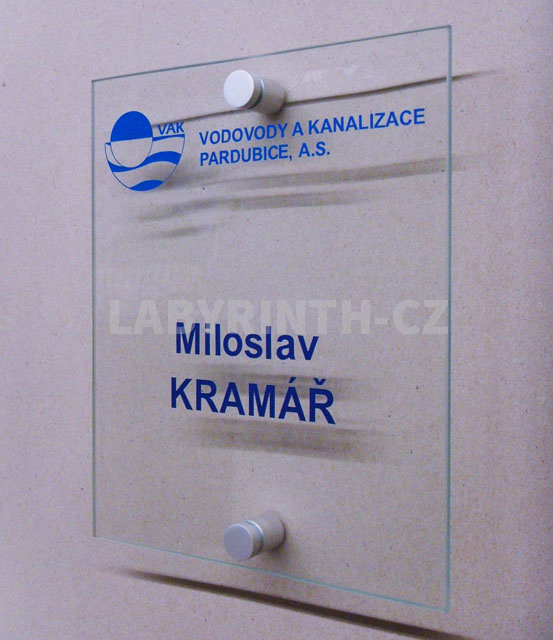 VAK
VODOVODY A KANALIZACE
PARDUBICE, A.S.
LABYRINTH-CZ
Miloslav
KRAMÁŘ